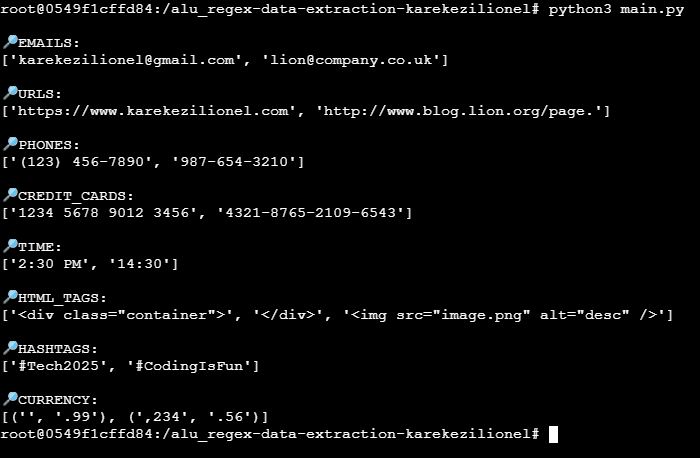 root@0549f1cffd84:/alu_regex-data-extraction-karekezilionel# python3 main.py
🔎EMAILS:
['karekezilionel@gmail.com', 'lion@company.co.uk']
🔎URLS:
['https://www.karekezilionel.com', 'http://www.blog.lion.org/page.']
🔎PHONES:
['(123) 456-7890', '987-654-3210']
🔎CREDIT_CARDS:
['1234 5678 9012 3456', '4321-8765-2109-6543']
🔎TIME:
['2:30 PM', '14:30']
🔎HTML_TAGS:
['<div class="container">', '</div>', '<img src="image.png" alt="desc" />']
🔎HASHTAGS:
['#Tech2025', '#CodingIsFun']
🔎CURRENCY:
[('', '.99'), (',234', '.56')]
root@0549f1cffd84:/alu_regex-data-extraction-karekezilionel#